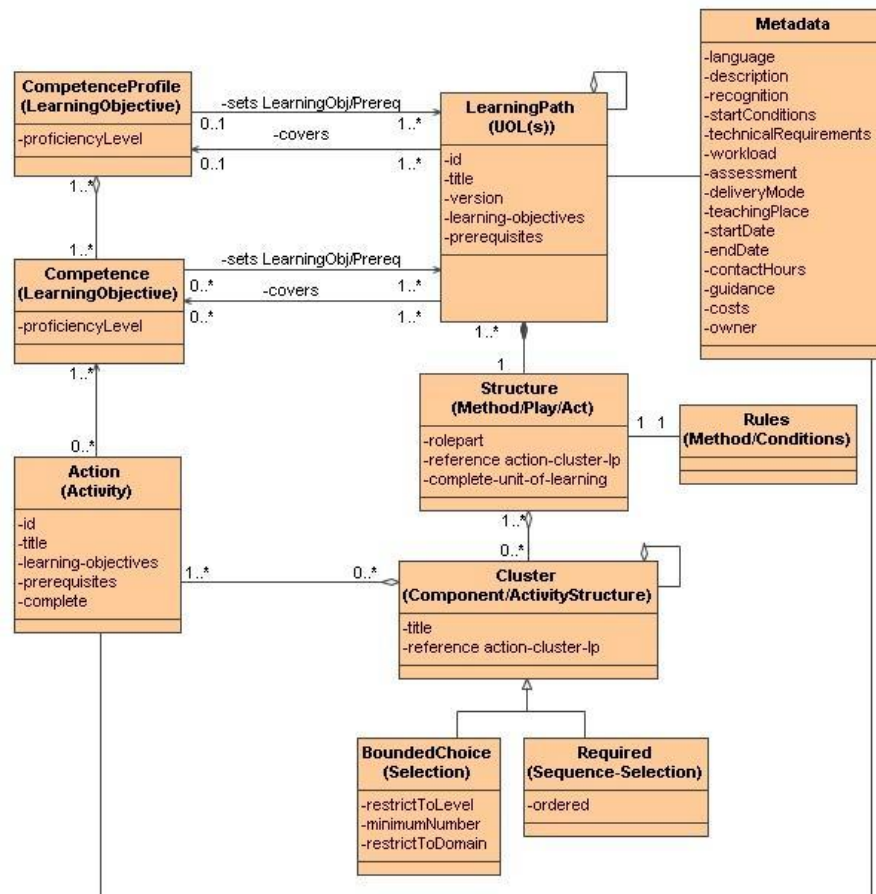 Metadata
-language
-description
-recognition
-startConditions
-technicalRequirements
-workload
-assessment
-deliveryMode
-teachingPlace
-startDate
-endDate
-contactHours
-guidance
-costs
-owner
CompetenceProfile
(LearningObjective)
-proficiencyLevel
-sets LearningObj/Prereq
0..1
1..*
-covers
0..1
1..*
LearningPath
(UOL(s))
-id
-title
-version
-learning-objectives
-prerequisites
1..*
1..*
Competence
(LearningObjective)
-proficiencyLevel
-sets LearningObj/Prereq
0..*
1..*
-covers
0..*
1..*
1..*
1
1..*
0..*
Structure
(Method/Play/Act)
-rolepart
-reference action-cluster-lp
-complete-unit-of-learning
1 1
Rules
(Method/Conditions)
Action
(Activity)
-id
-title
-learning-objectives
-prerequisites
-complete
1..*
0..*
1..*
0..*
Cluster
(Component/ActivityStructure)
-title
-reference action-cluster-lp
BoundedChoice
(Selection)
-restrictToLevel
-minimumNumber
-restrictToDomain
Required
(Sequence-Selection)
-ordered